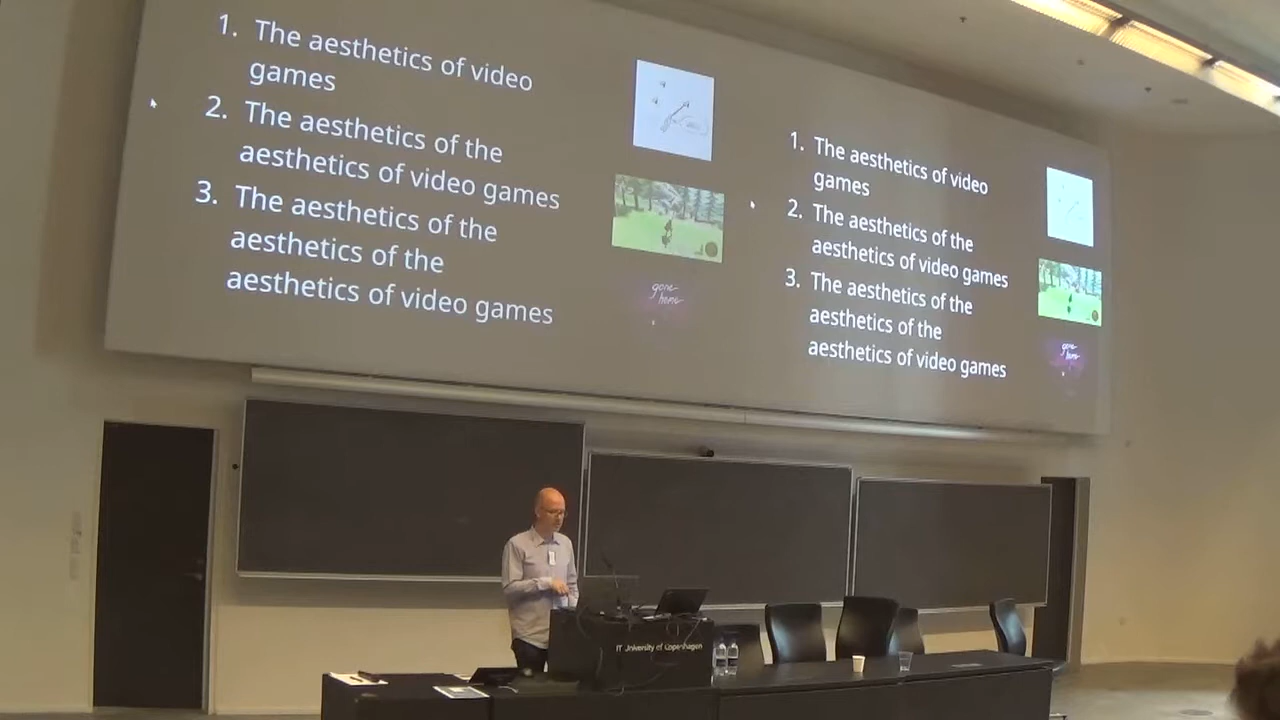 1. The aesthetics of video
games
2. The aesthetics of the
aesthetics of video games
3. The aesthetics of the
aesthetics of the
aesthetics of video games
gone
home
1. The aesthetics of video
games
2. The aesthetics of the
aesthetics of video games
3. The aesthetics of the
aesthetics of the
aesthetics of video games
gone
home
IT University of Copenhagen